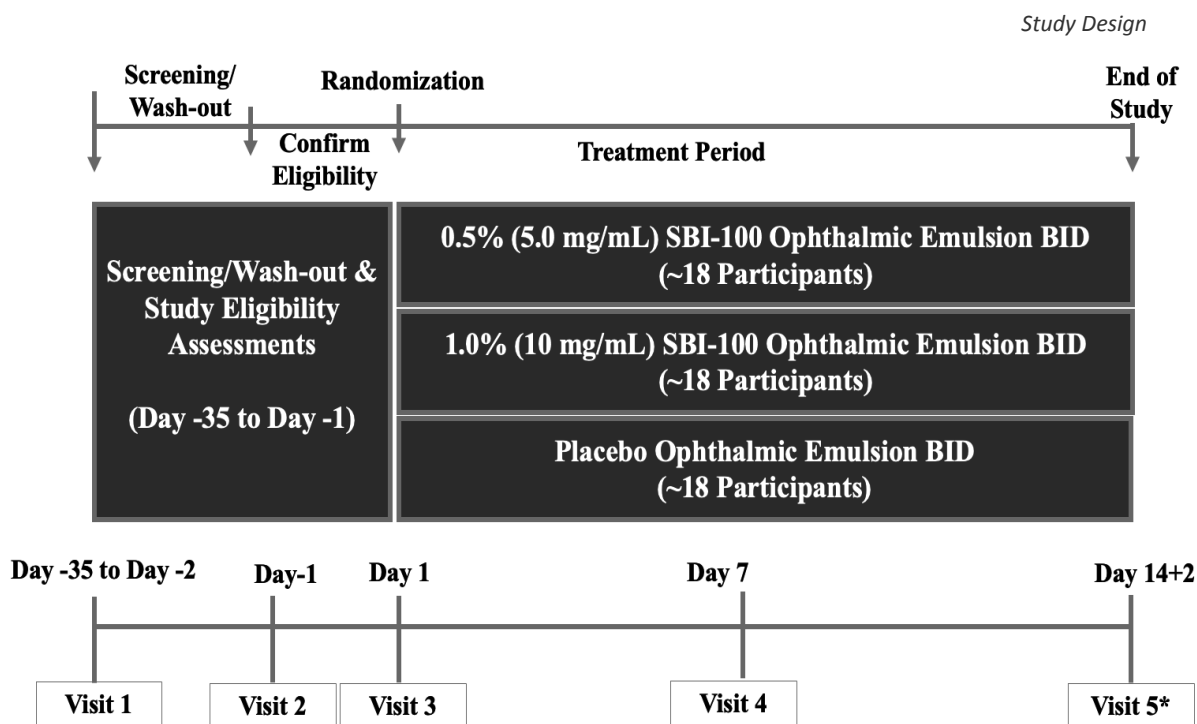 Study Design
Screening/
Wash-out
Randomization
End of
Study
Confirm
Eligibility
Treatment Period
Screening/Wash-out &
Study Eligibility
Assessments
(Day -35 to Day -1)
0.5% (5.0 mg/mL) SBI-100 Ophthalmic Emulsion BID
(~18 Participants)
1.0% (10 mg/mL) SBI-100 Ophthalmic Emulsion BID
(~18 Participants)
Placebo Ophthalmic Emulsion BID
(~18 Participants)
Day -35 to Day -2
Day-1
Day 1
Day 7
Day 14+2
Visit 1
Visit 2
Visit 3
Visit 4
Visit 5*